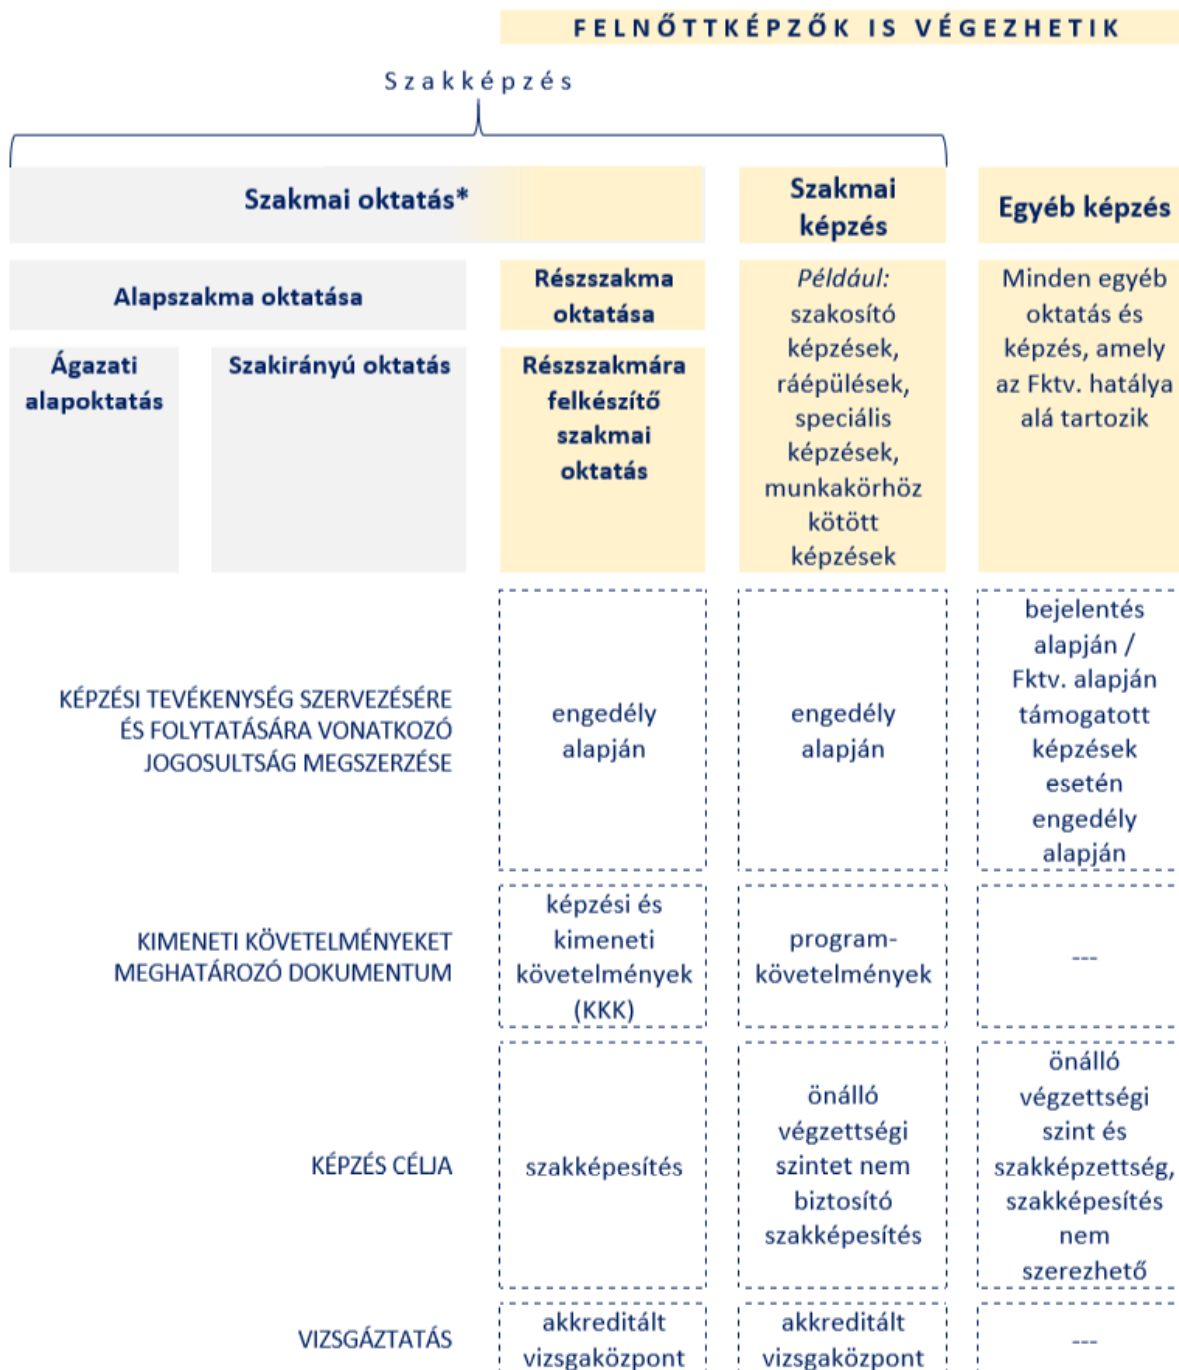 FELNŐTTKÉPZŐK IS VÉGEZHETIK
Szakképzés
Szakmai oktatás*
Szakmai
képzés
Egyéb képzés
Alapszakma oktatása
Részszakma
oktatása
Például:
szakosító
képzések,
ráépülések,
speciális
képzések,
munkakörhöz
kötött
képzések
Minden egyéb
oktatás és
képzés, amely
az Fktv. hatálya
alá tartozik
Ágazati
alapoktatás
Szakirányú oktatás
Részszakmára
felkészítő
szakmai
oktatás
KÉPZÉSI TEVÉKENYSÉG SZERVEZÉSÉRE
ÉS FOLYTATÁSÁRA VONATKOZÓ
JOGOSULTSÁG MEGSZERZÉSE
engedély
alapján
engedély
alapján
bejelentés
alapján /
Fktv. alapján
támogatott
képzések
esetén
engedély
alapján
KIMENETI KÖVETELMÉNYEKET
MEGHATÁROZÓ DOKUMENTUM
képzési és
kimeneti
követelmények
(KKK)
program-
követelmények
---
KÉPZÉS CÉLJA
szakképesítés
önálló
végzettségi
szintet nem
biztosító
szakképesítés
önálló
végzettségi
szint és
szakképzettség,
szakképesítés
nem
szerezhető
VIZSGÁZTATÁS
akkreditált
vizsgaközpont
akkreditált
vizsgaközpont
---